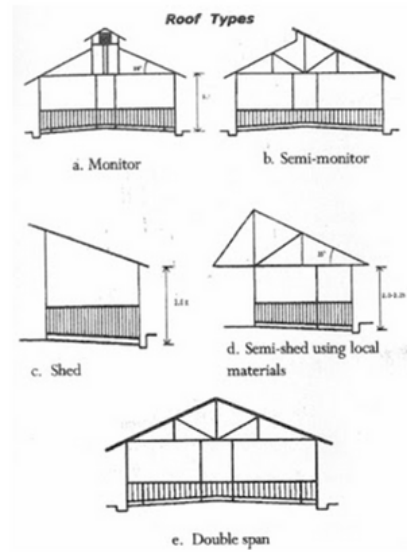 Roof Types
a. Monitor
b. Semi-monitor
c. Shed
d. Semi-shed using local
materials
e. Double span